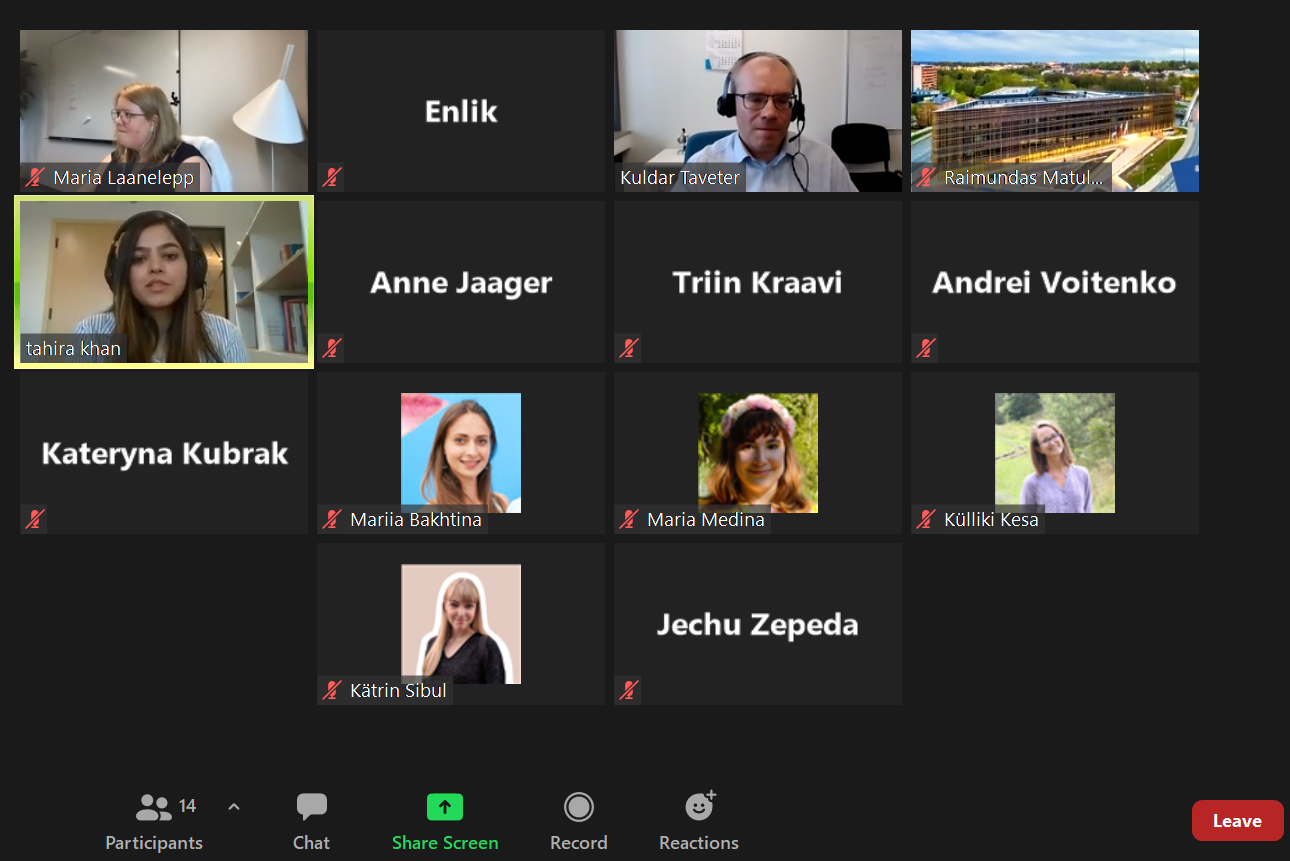 Maria Laanelepp
Enlik
Kuldar Taveter
Raimundas Matul...
tahira khan
Anne Jaager
Triin Kraavi
Andrei Voitenko
Kateryna Kubrak
Mariia Bakhtina
Maria Medina
Külliki Kesa
Kätrin Sibul
Jechu Zepeda
14
Participants
Chat
Share Screen
Record
Reactions
Leave